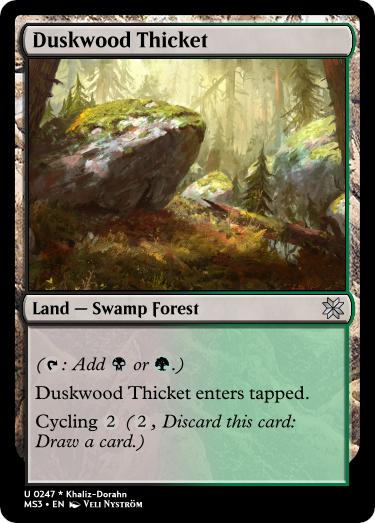 Duskwood Thicket
Land — Swamp Forest
(: Add or .)
Duskwood Thicket enters tapped.
Cycling 2 (2, Discard this card:
Draw a card.)
U 0247 * Khaliz-Dorahn
MS3 • EN Veli Nyström